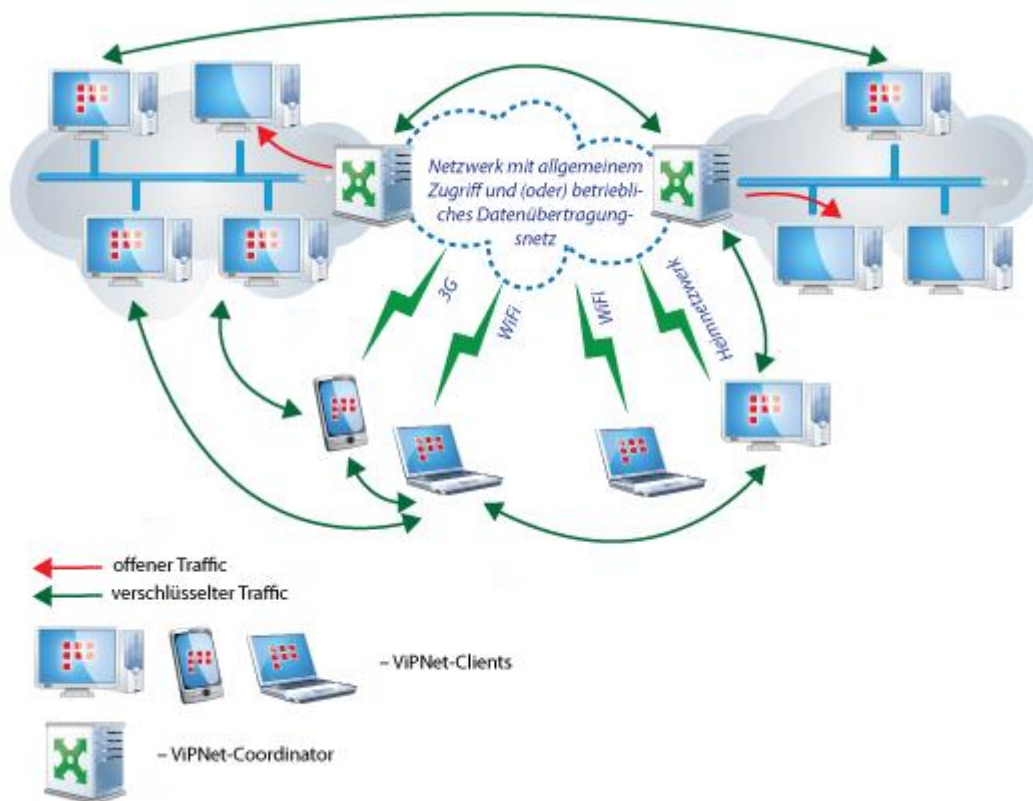 Netzwerk mit allgemeinem
Zugriff und (oder) betriebli-
ches Datenübertragung-
snetz
3G
WiFi
WiFi
Heimnetzwerk
offener Traffic
verschlüsselter Traffic
– ViPNet-Clients
– ViPNet-Coordinator